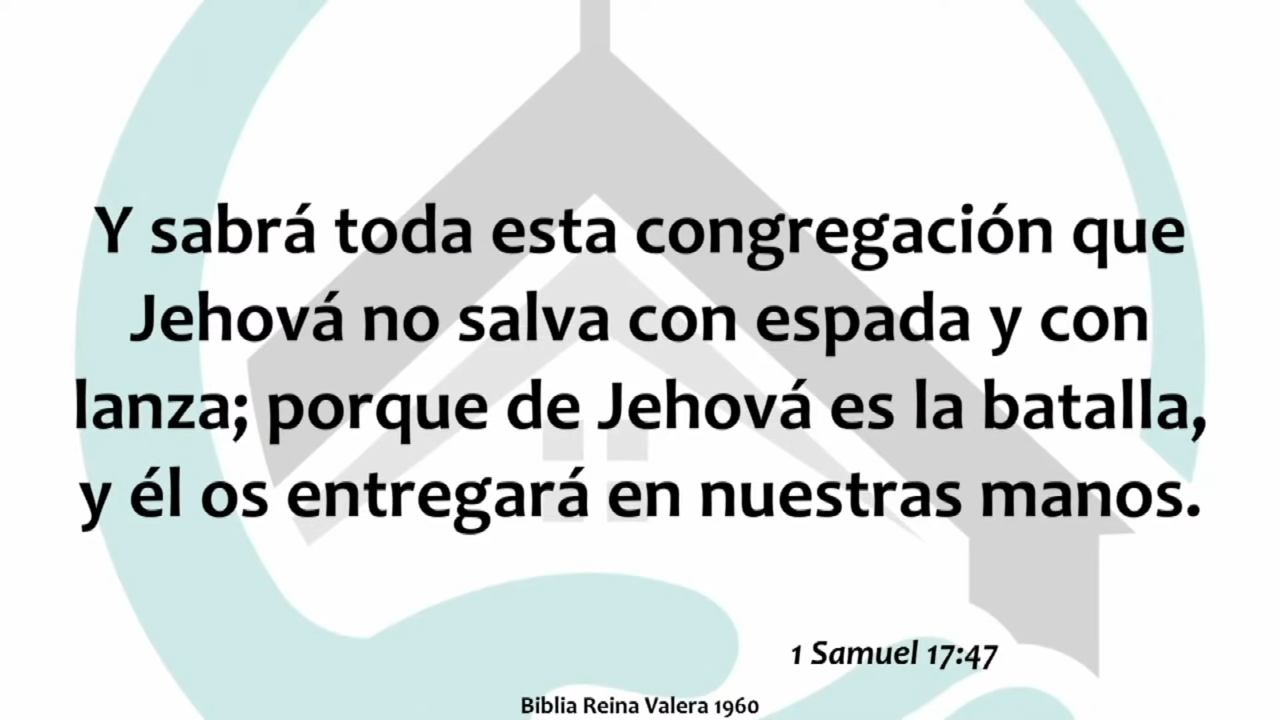 Y sabrá toda esta congregación que
Jehová no salva con espada y con
lanza; porque de Jehová es la batalla,
y él os entregará en nuestras manos.
1 Samuel 17:47
Biblia Reina Valera 1960